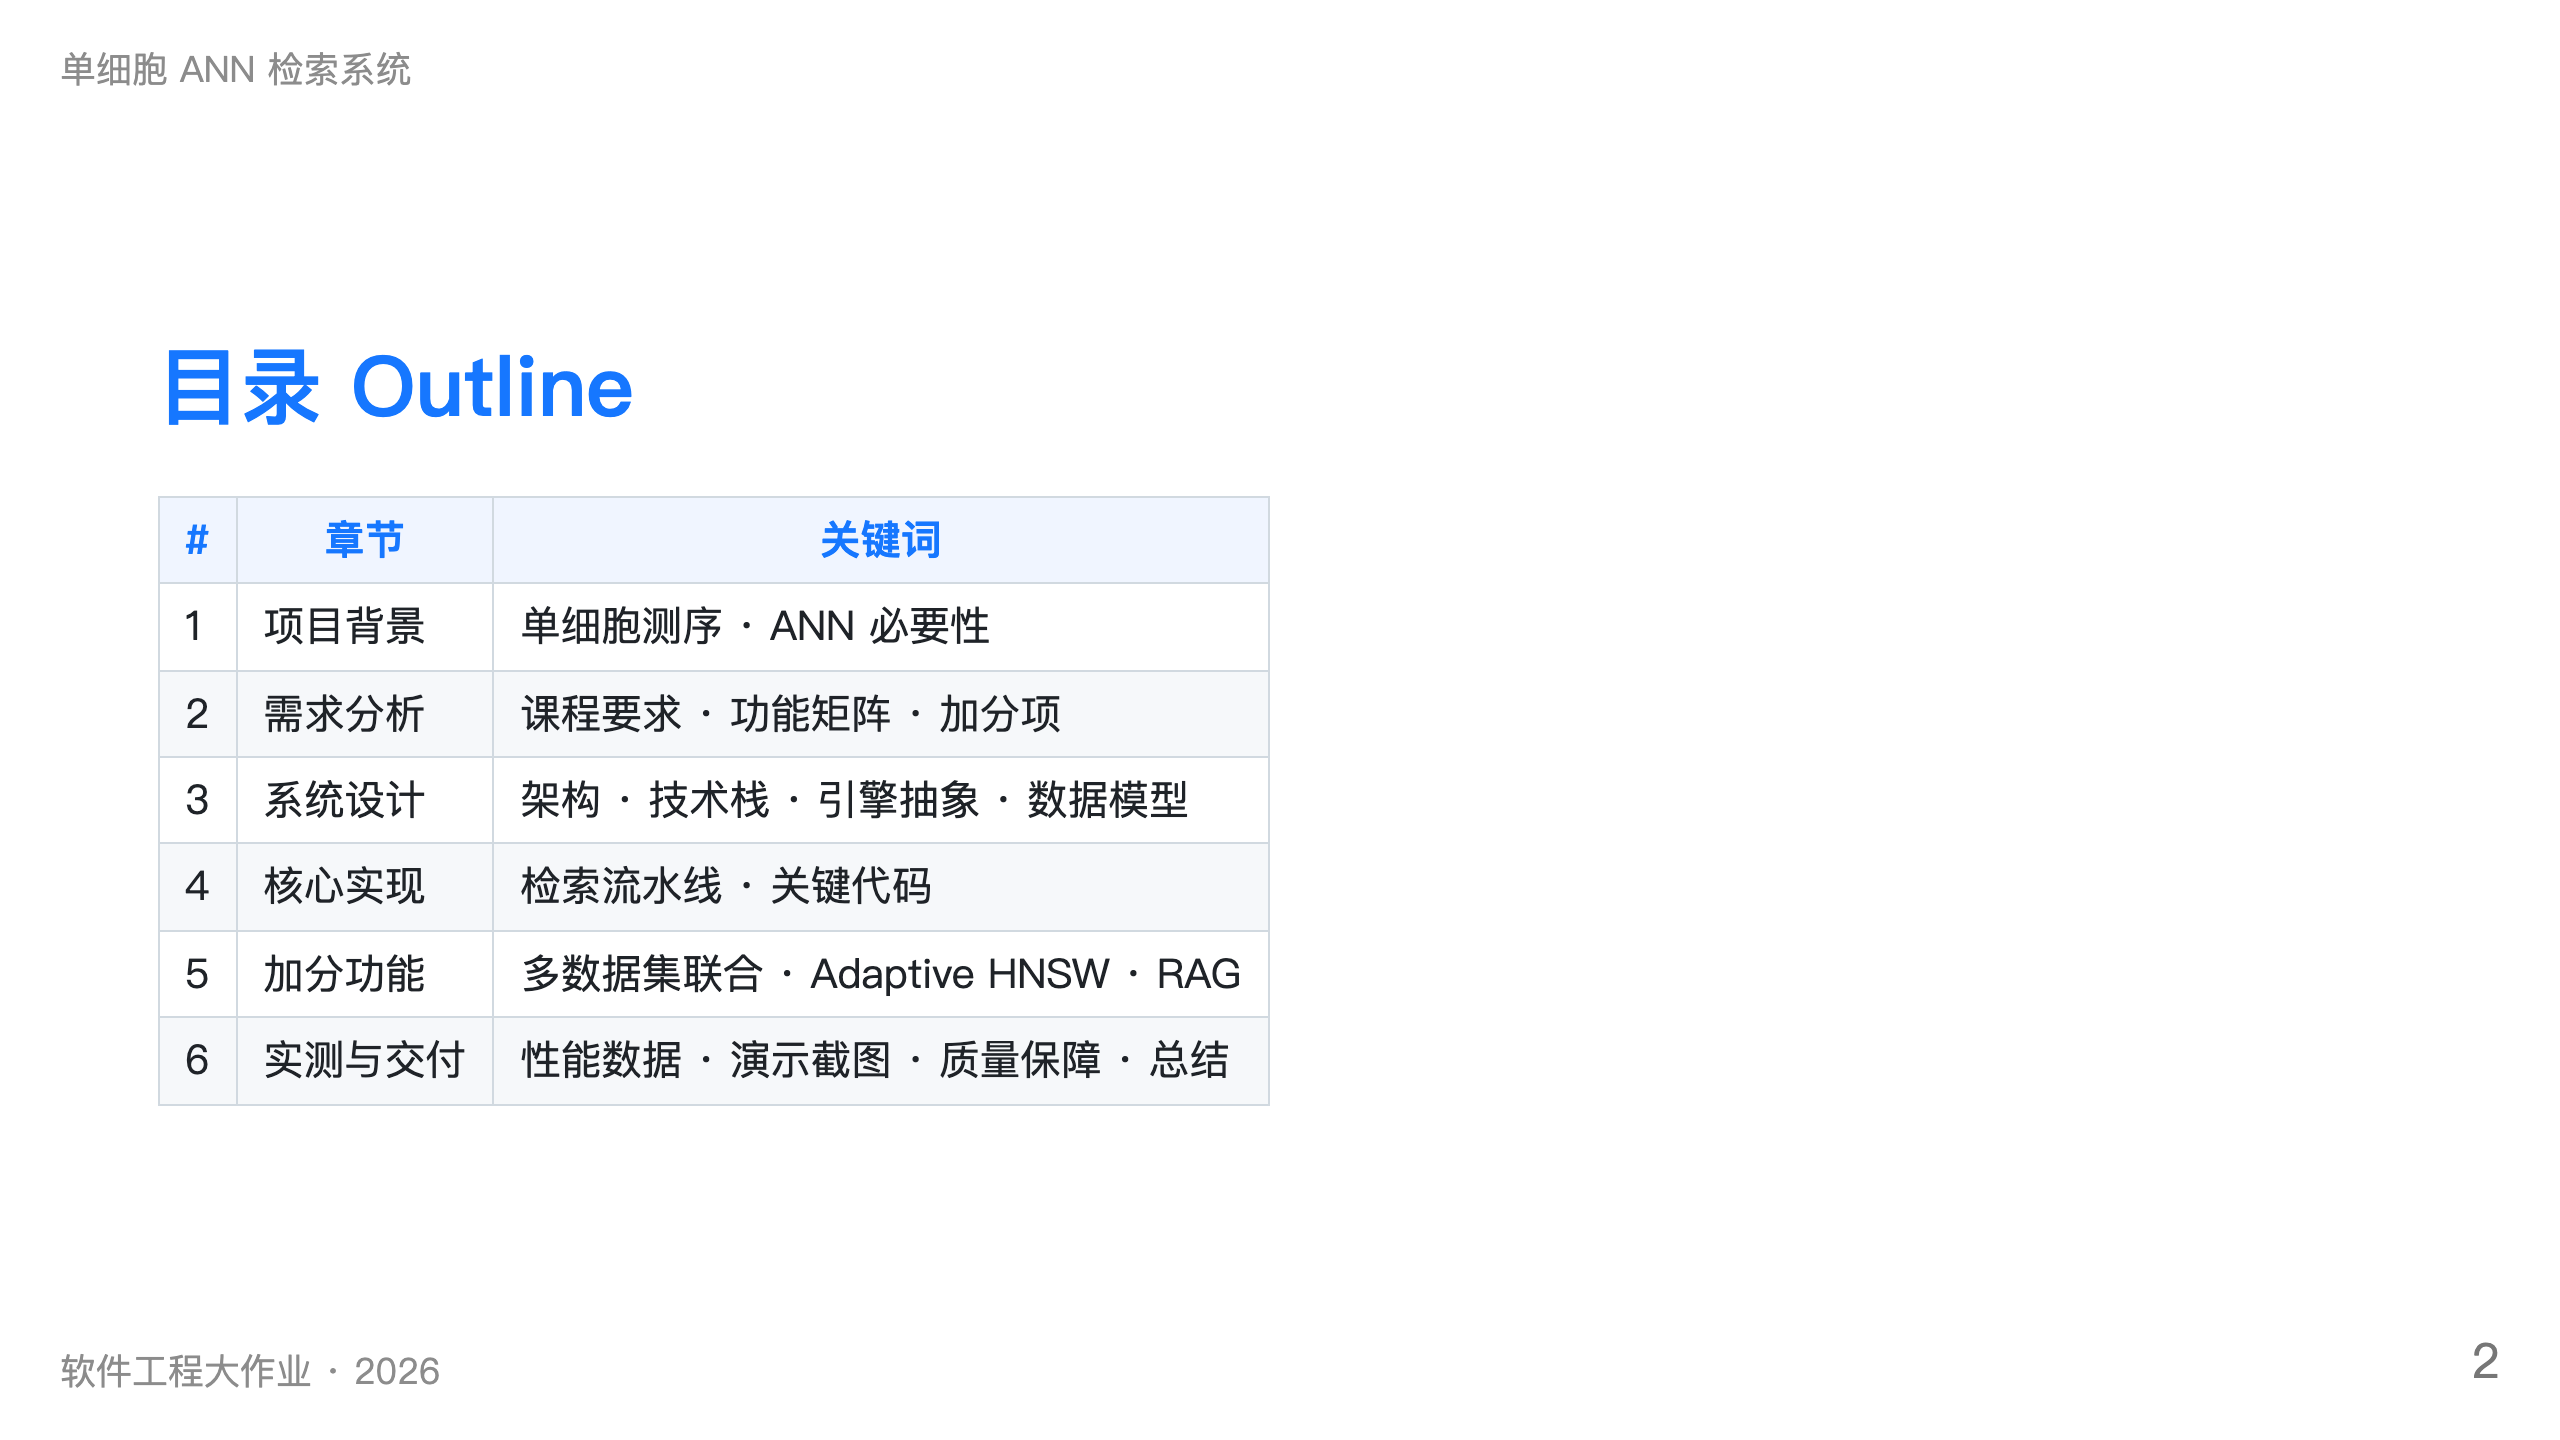 单细胞 ANN 检索系统
目录 Outline
# 章节 关键词
1 项目背景 单细胞测序 · ANN 必要性
2 需求分析 课程要求 · 功能矩阵 · 加分项
3 系统设计 架构 · 技术栈 · 引擎抽象 · 数据模型
4 核心实现 检索流水线 · 关键代码
5 加分功能 多数据集联合 · Adaptive HNSW · RAG
6 实测与交付 性能数据 · 演示截图 · 质量保障 · 总结
软件工程大作业 · 2026
2